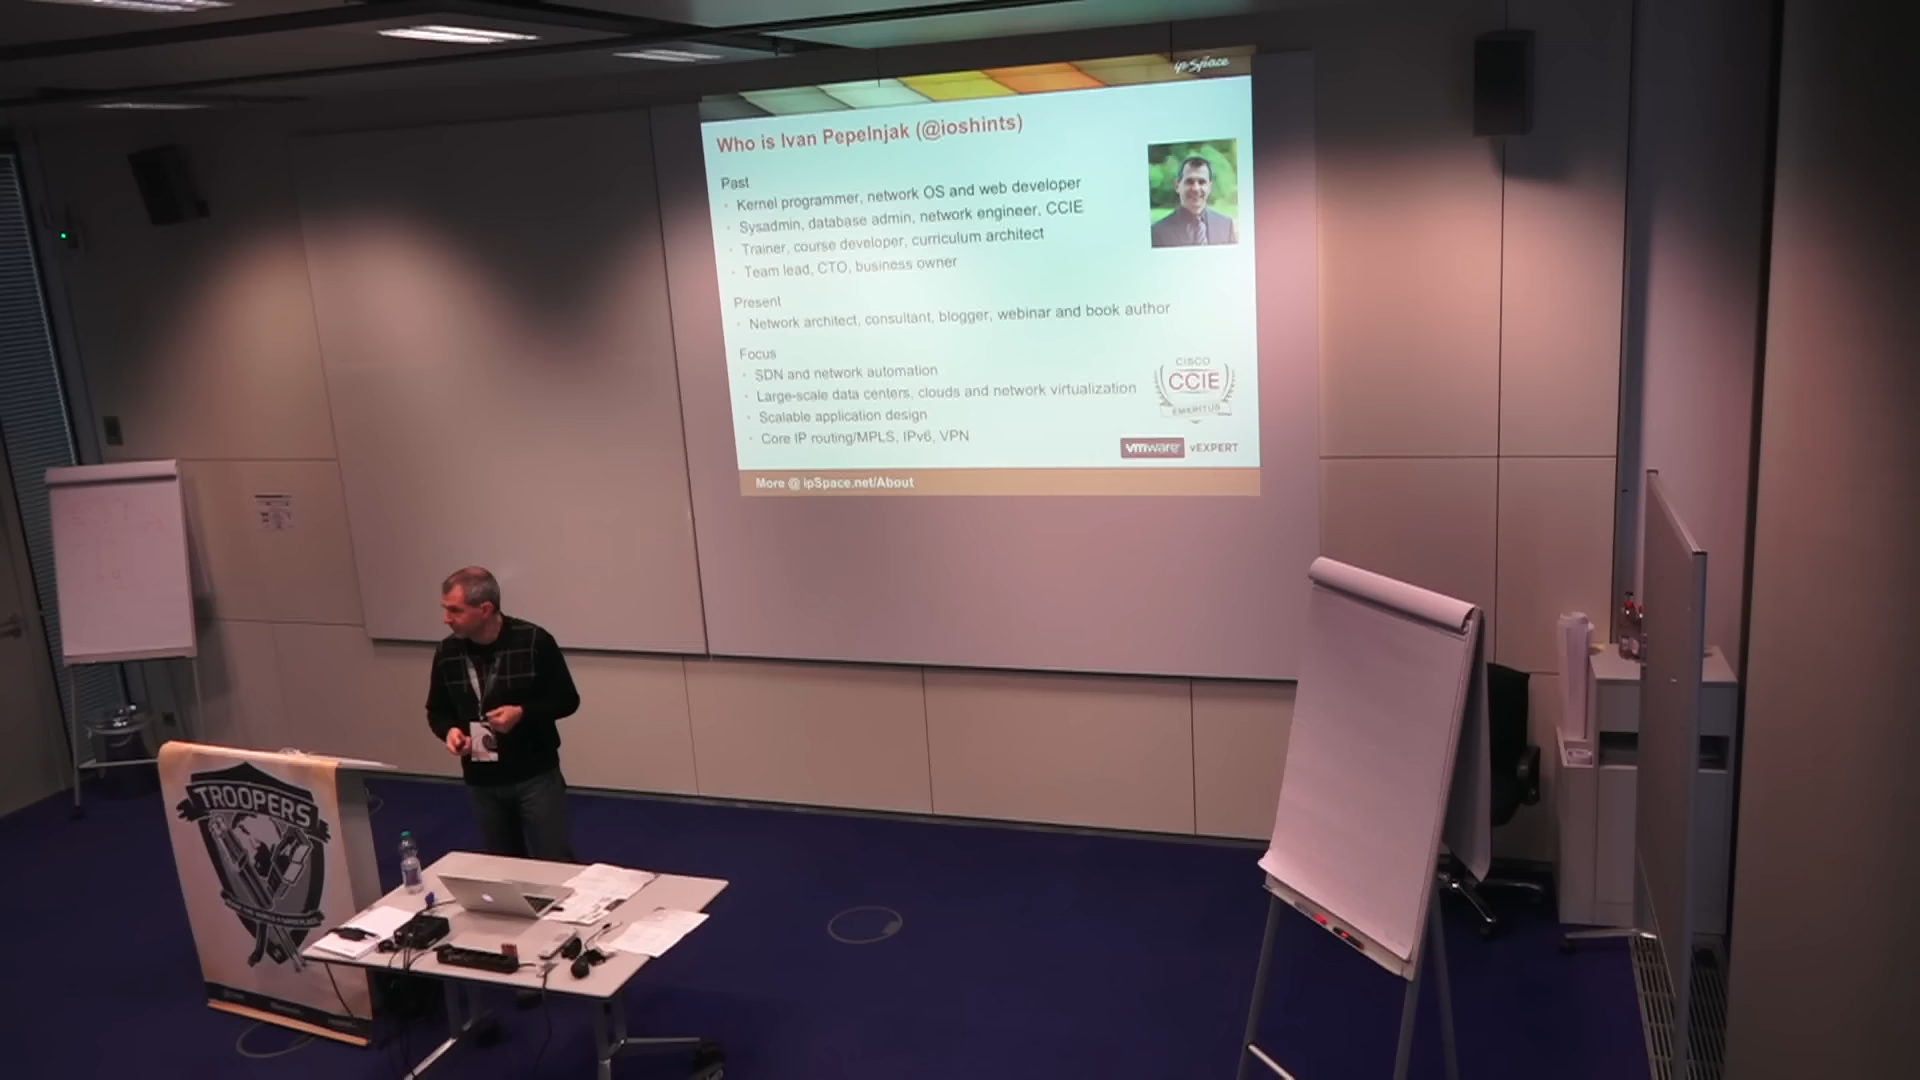 ipSpace
Who is Ivan Pepelnjak (@ioshints)
Past
Kernel programmer, network OS and web developer
Sysadmin, database admin, network engineer, CCIE
Trainer, course developer, curriculum architect
Team lead, CTO, business owner
Present
Network architect, consultant, blogger, webinar and book author
Focus
SDN and network automation
Large-scale data centers, clouds and network virtualization
Scalable application design
Core IP routing/MPLS, IPv6, VPN
CISCO
CCIE
EMERITUS
vmware vEXPERT
More @ ipSpace.net/About
TROOPERS